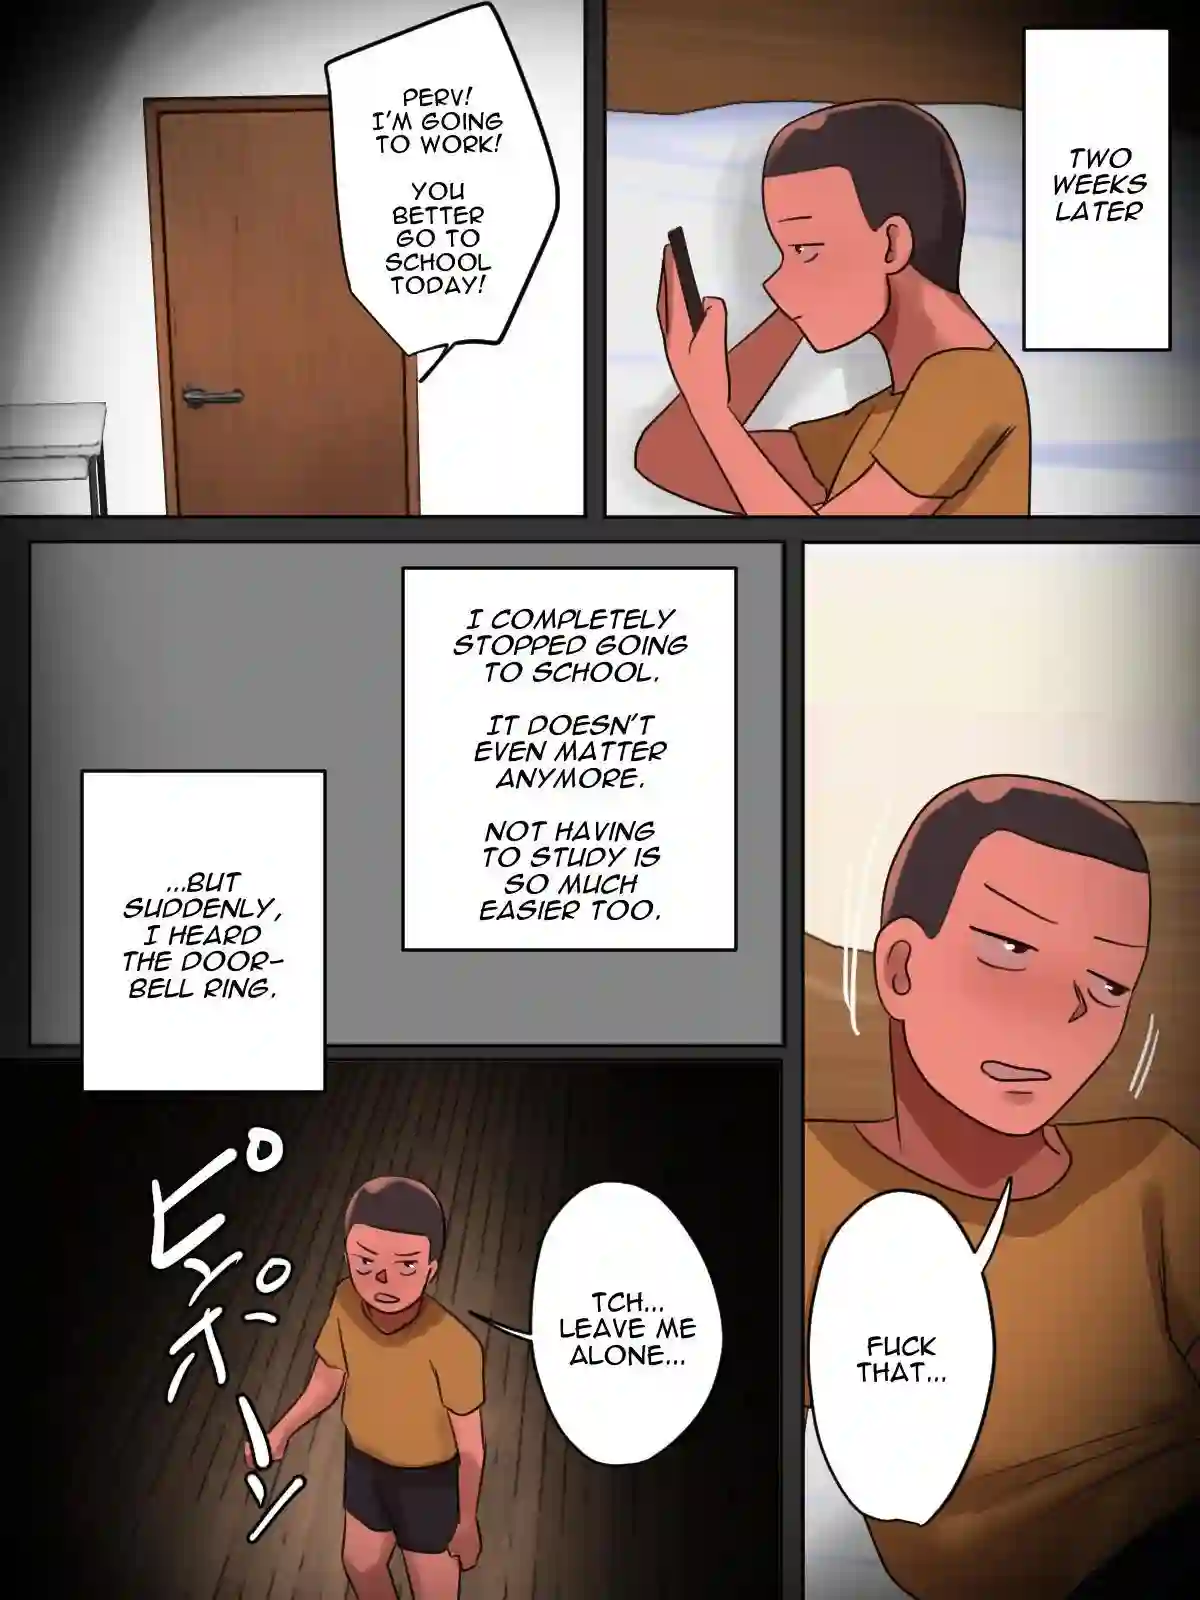 TWO
WEEKS
LATER
PERV!
I'M GOING
TO WORK!
YOU
BETTER
GO TO
SCHOOL
TODAY!
FUCK
THAT...
I COMPLETELY
STOPPED GOING
TO SCHOOL.
IT DOESN'T
EVEN MATTER
ANYMORE.
NOT HAVING
TO STUDY IS
SO MUCH
EASIER TOO.
...BUT
SUDDENLY,
I HEARD
THE DOOR-
BELL RING.
ピンポーン
TCH...
LEAVE ME
ALONE...